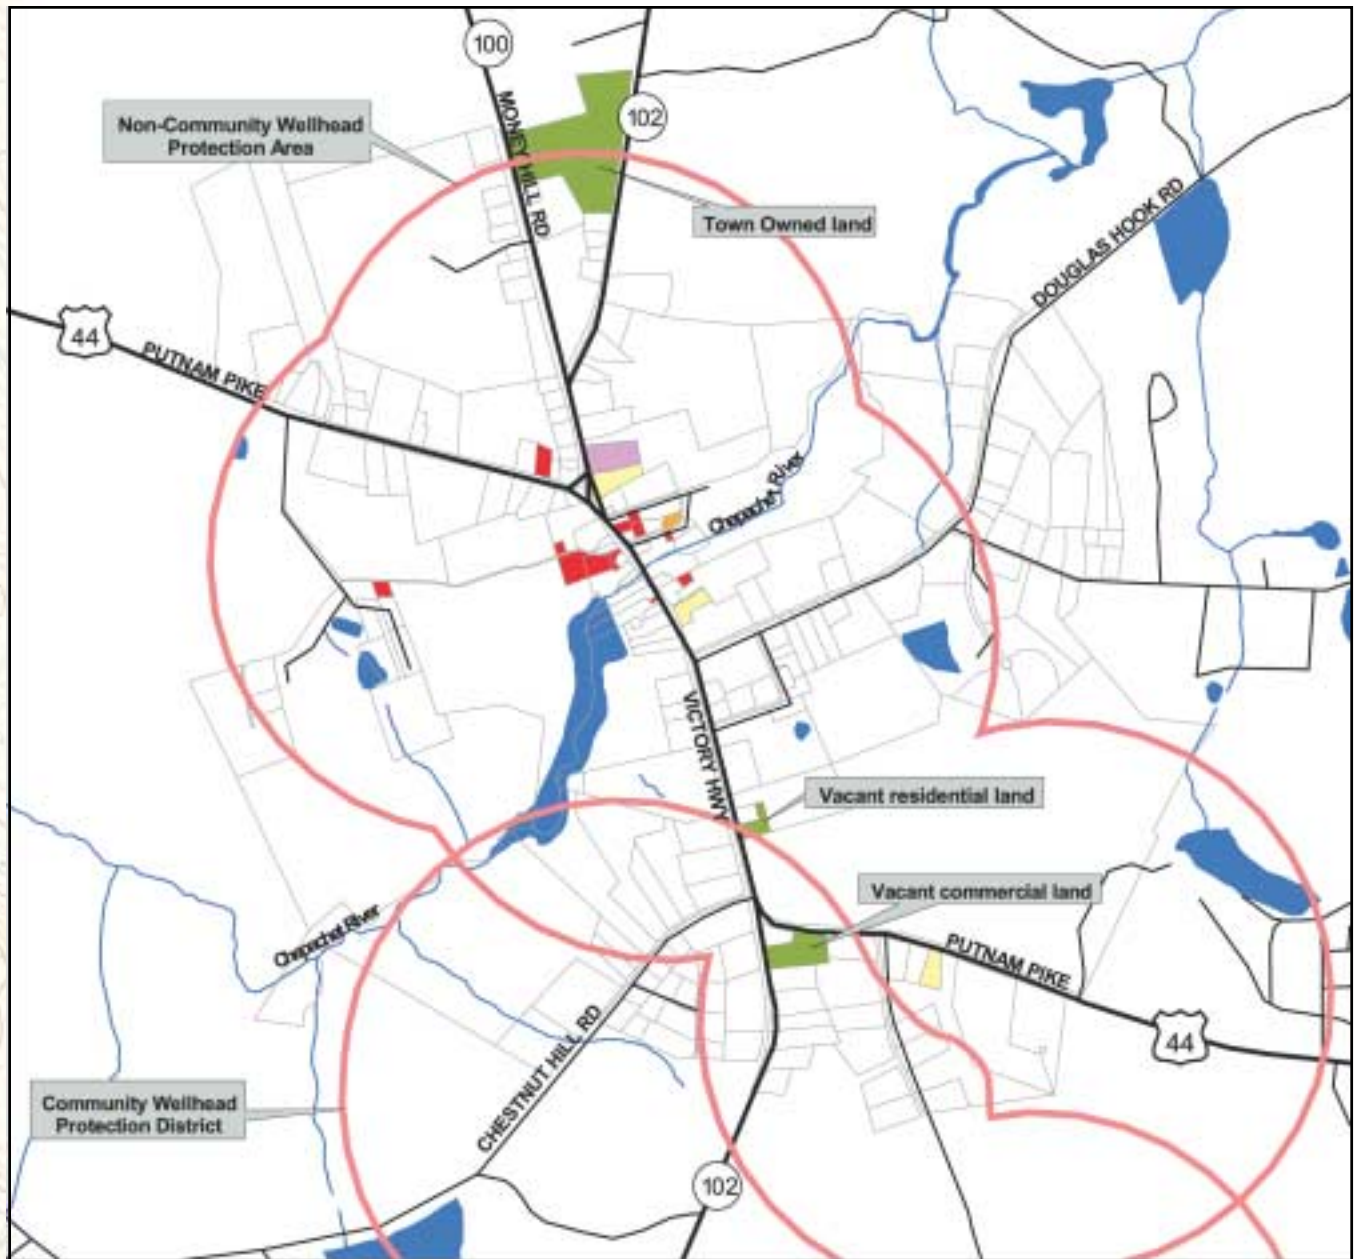 100
MONEY HILL RD
102
Non-Community Wellhead
Protection Area
Town Owned land
DOUGLAS HOOK RD
44
PUTNAM PIKE
Chepachet River
VICTORY HWY
Vacant residential land
Vacant commercial land
Chepachet River
PUTNAM PIKE
44
CHESTNUT HILL RD
Community Wellhead
Protection District
102